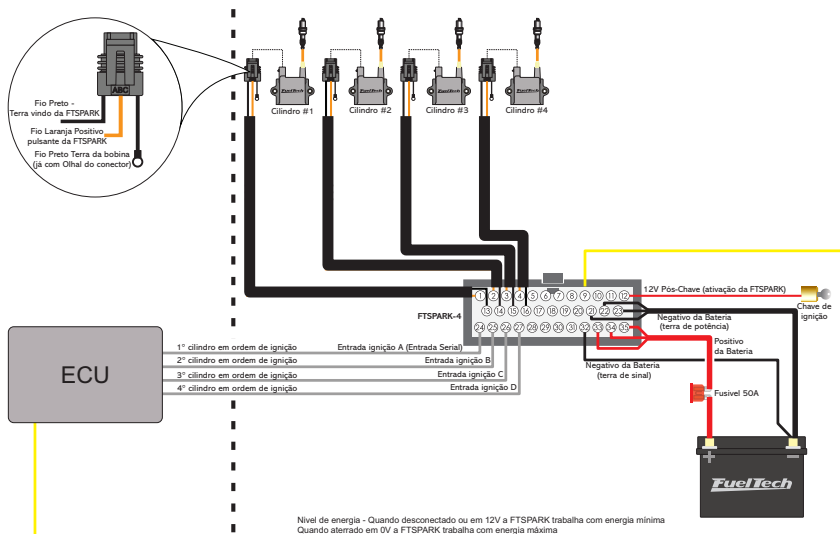 ABC
Fio Preto -
Terra vindo da FTSPARK
Fio Laranja Positivo
pulsante da FTSPARK
Fio Preto Terra da bobina
(já com Olhal do conector)
FuelTech
FuelTech
FuelTech
FuelTech
Cilindro #1
Cilindro #2
Cilindro #3
Cilindro #4
FTSPARK-4
1 2 3 4 5 6 7 8 9 10 11 12
13 14 15 16 17 18 19 20 21 22 23
24 25 26 27 28 29 30 31 32 33 34 35
12V Pós-Chave (ativação da FTSPARK)
Chave de
ignição
Negativo da Bateria
(terra de potência)
Positivo
da Bateria
Negativo da Bateria
(terra de sinal)
Fusivel 50A
ECU
1° cilindro em ordem de ignição
Entrada ignição A (Entrada Serial)
2° cilindro em ordem de ignição
Entrada ignição B
3° cilindro em ordem de ignição
Entrada ignição C
4° cilindro em ordem de ignição
Entrada ignição D
+ -
FuelTech
Nível de energia - Quando desconectado ou em 12V a FTSPARK trabalha com energia mínima
Quando aterrado em 0V a FTSPARK trabalha com energia máxima